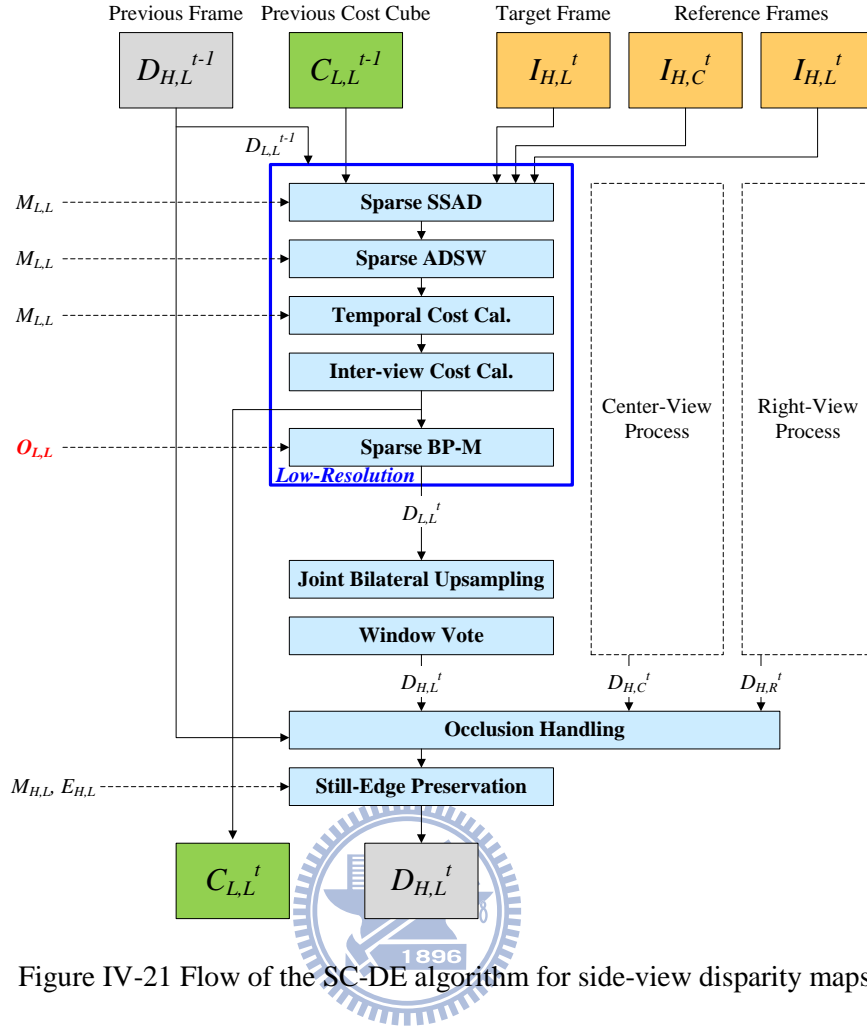 Previous Frame Previous Cost Cube Target Frame Reference Frames
D_{H,L}^{t-1} C_{L,L}^{t-1} I_{H,L}^{t} I_{H,C}^{t} I_{H,L}^{t}
D_{L,L}^{t-1}
M_{L,L} Sparse SSAD
M_{L,L} Sparse ADSW
M_{L,L} Temporal Cost Cal.
Inter-view Cost Cal.
Center-View Process
Right-View Process
O_{L,L} Sparse BP-M
Low-Resolution
D_{L,L}^{t}
Joint Bilateral Upsampling
Window Vote
D_{H,L}^{t} D_{H,C}^{t} D_{H,R}^{t}
Occlusion Handling
M_{H,L}, E_{H,L} Still-Edge Preservation
C_{L,L}^{t} D_{H,L}^{t}
1896
Figure IV-21 Flow of the SC-DE algorithm for side-view disparity maps